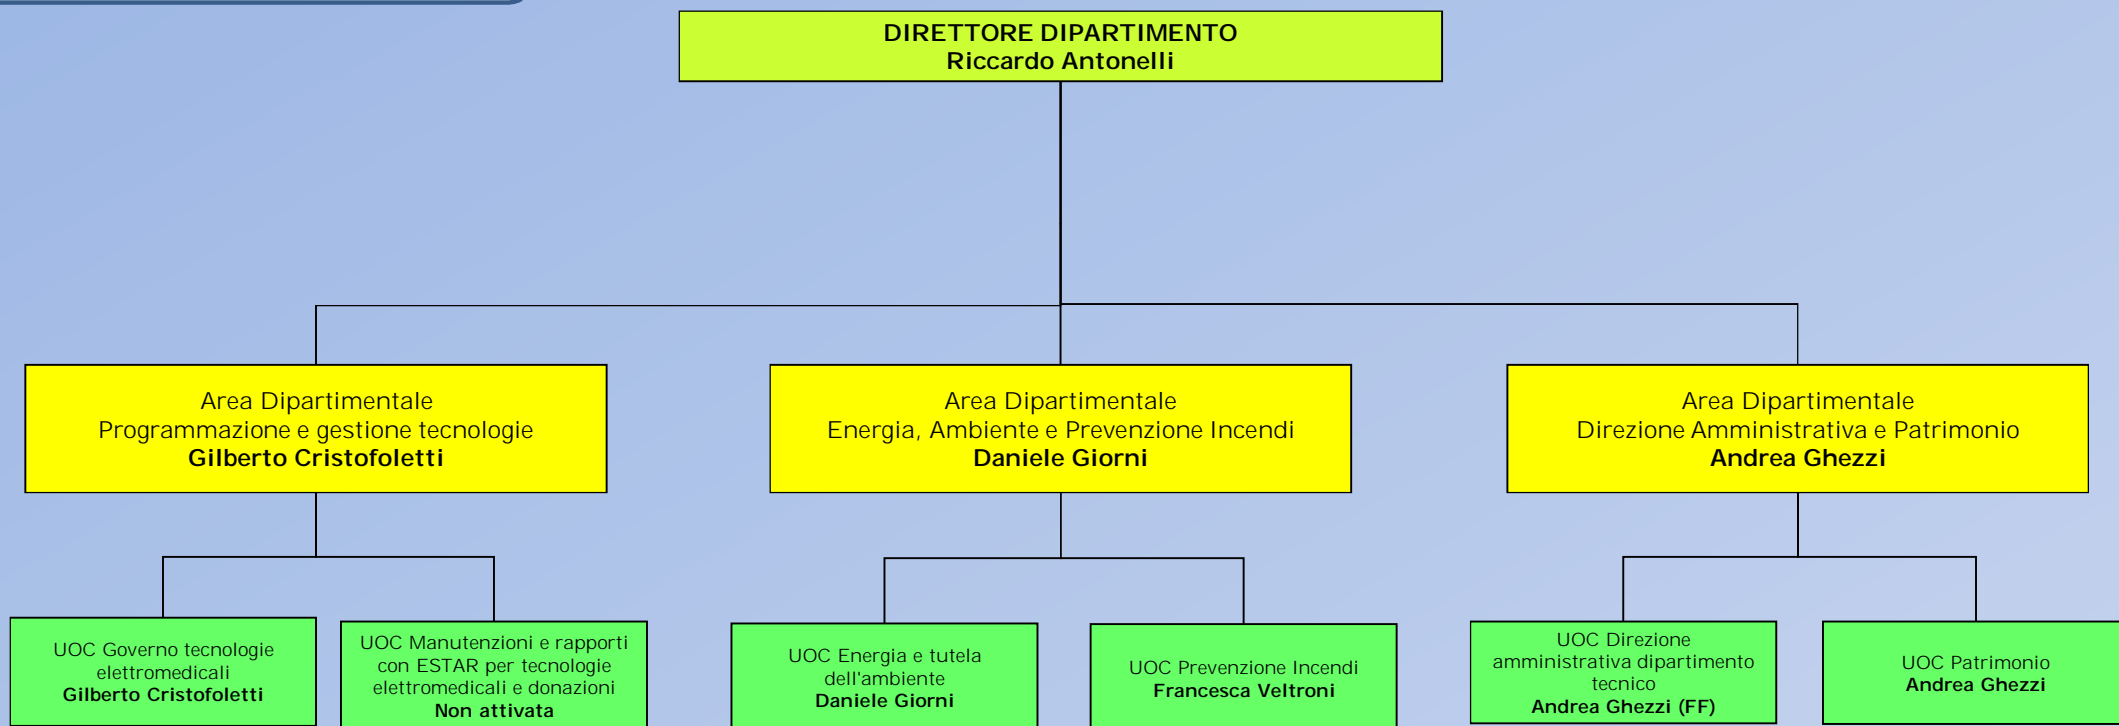 DIRETTORE DIPARTIMENTO
Riccardo Antonelli
Area Dipartimentale
Programmazione e gestione tecnologie
Gilberto Cristofoletti
Area Dipartimentale
Energia, Ambiente e Prevenzione Incendi
Daniele Giorni
Area Dipartimentale
Direzione Amministrativa e Patrimonio
Andrea Ghezzi
UOC Governo tecnologie
elettromedicali
Gilberto Cristofoletti
UOC Manutenzioni e rapporti
con ESTAR per tecnologie
elettromedicali e donazioni
Non attivata
UOC Energia e tutela
dell'ambiente
Daniele Giorni
UOC Prevenzione Incendi
Francesca Veltroni
UOC Direzione
amministrativa dipartimento
tecnico
Andrea Ghezzi (FF)
UOC Patrimonio
Andrea Ghezzi